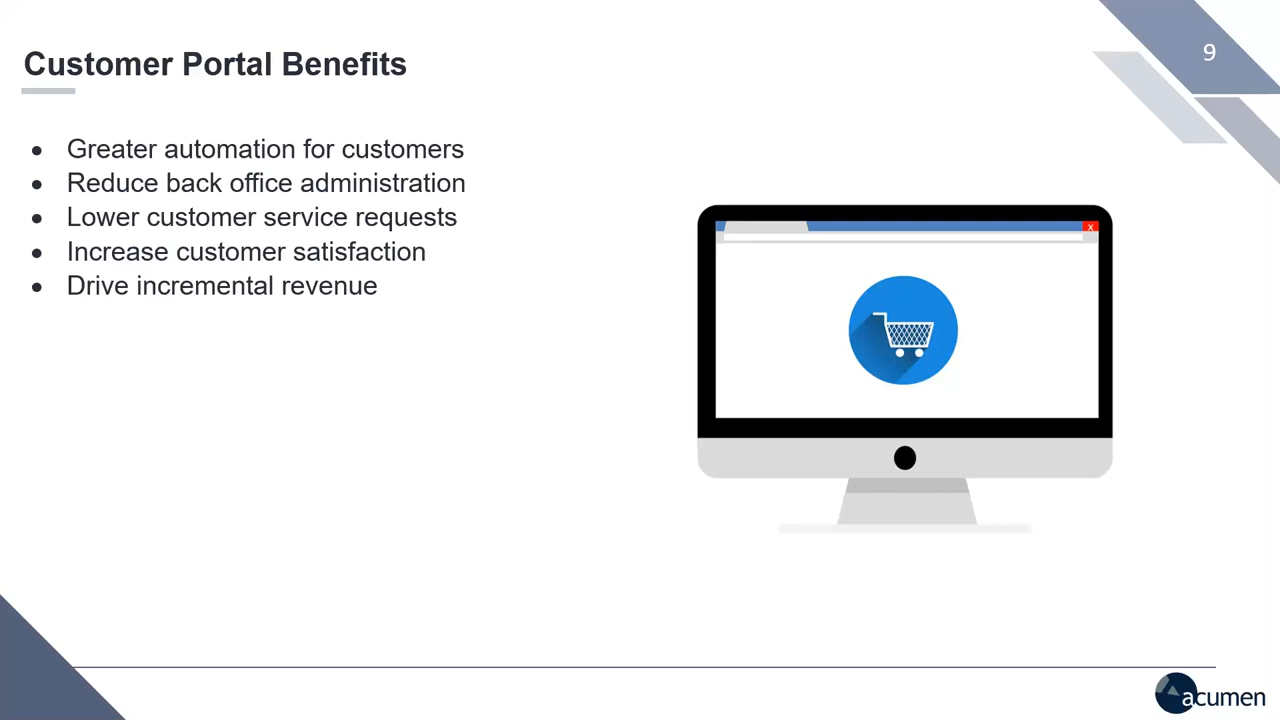 Customer Portal Benefits
9
● Greater automation for customers
● Reduce back office administration
● Lower customer service requests
● Increase customer satisfaction
● Drive incremental revenue
X
acumen